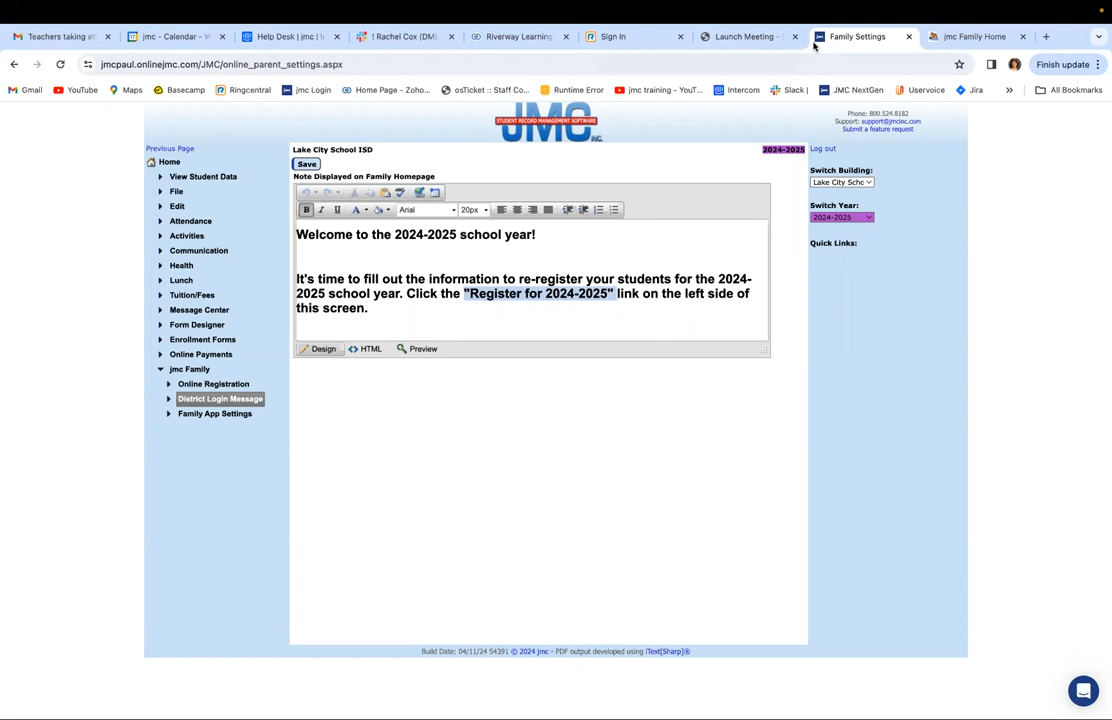 Teachers taking at
jmc - Calendar - W
Help Desk | jmc | I
! Rachel Cox (DM)
Riverway Learning
Sign In
Launch Meeting -
Family Settings
jmc Family Home
jmcpaul.onlinejmc.com/JMC/online_parent_settings.aspx
Finish update
Gmail
YouTube
Maps
Basecamp
Ringcentral
jmc Login
Home Page - Zoho...
osTicket :: Staff Co...
Runtime Error
jmc training - YouT...
Intercom
Slack |
JMC NextGen
Uservoice
Jira
All Bookmarks
JMC INC.
STUDENT RECORD MANAGEMENT SOFTWARE
Phone: 800.524.8182
Support: support@jmcinc.com
Submit a feature request
Previous Page
Home
View Student Data
File
Edit
Attendance
Activities
Communication
Health
Lunch
Tuition/Fees
Message Center
Form Designer
Enrollment Forms
Online Payments
jmc Family
Online Registration
District Login Message
Family App Settings
Lake City School ISD
2024-2025
Save
Note Displayed on Family Homepage
B I U A Arial 20px
Welcome to the 2024-2025 school year!
It's time to fill out the information to re-register your students for the 2024-
2025 school year. Click the "Register for 2024-2025" link on the left side of
this screen.
Design
HTML
Preview
Log out
Switch Building:
Lake City Scho
Switch Year:
2024-2025
Quick Links:
Build Date: 04/11/24 54391 © 2024 jmc - PDF output developed using iText[Sharp]®